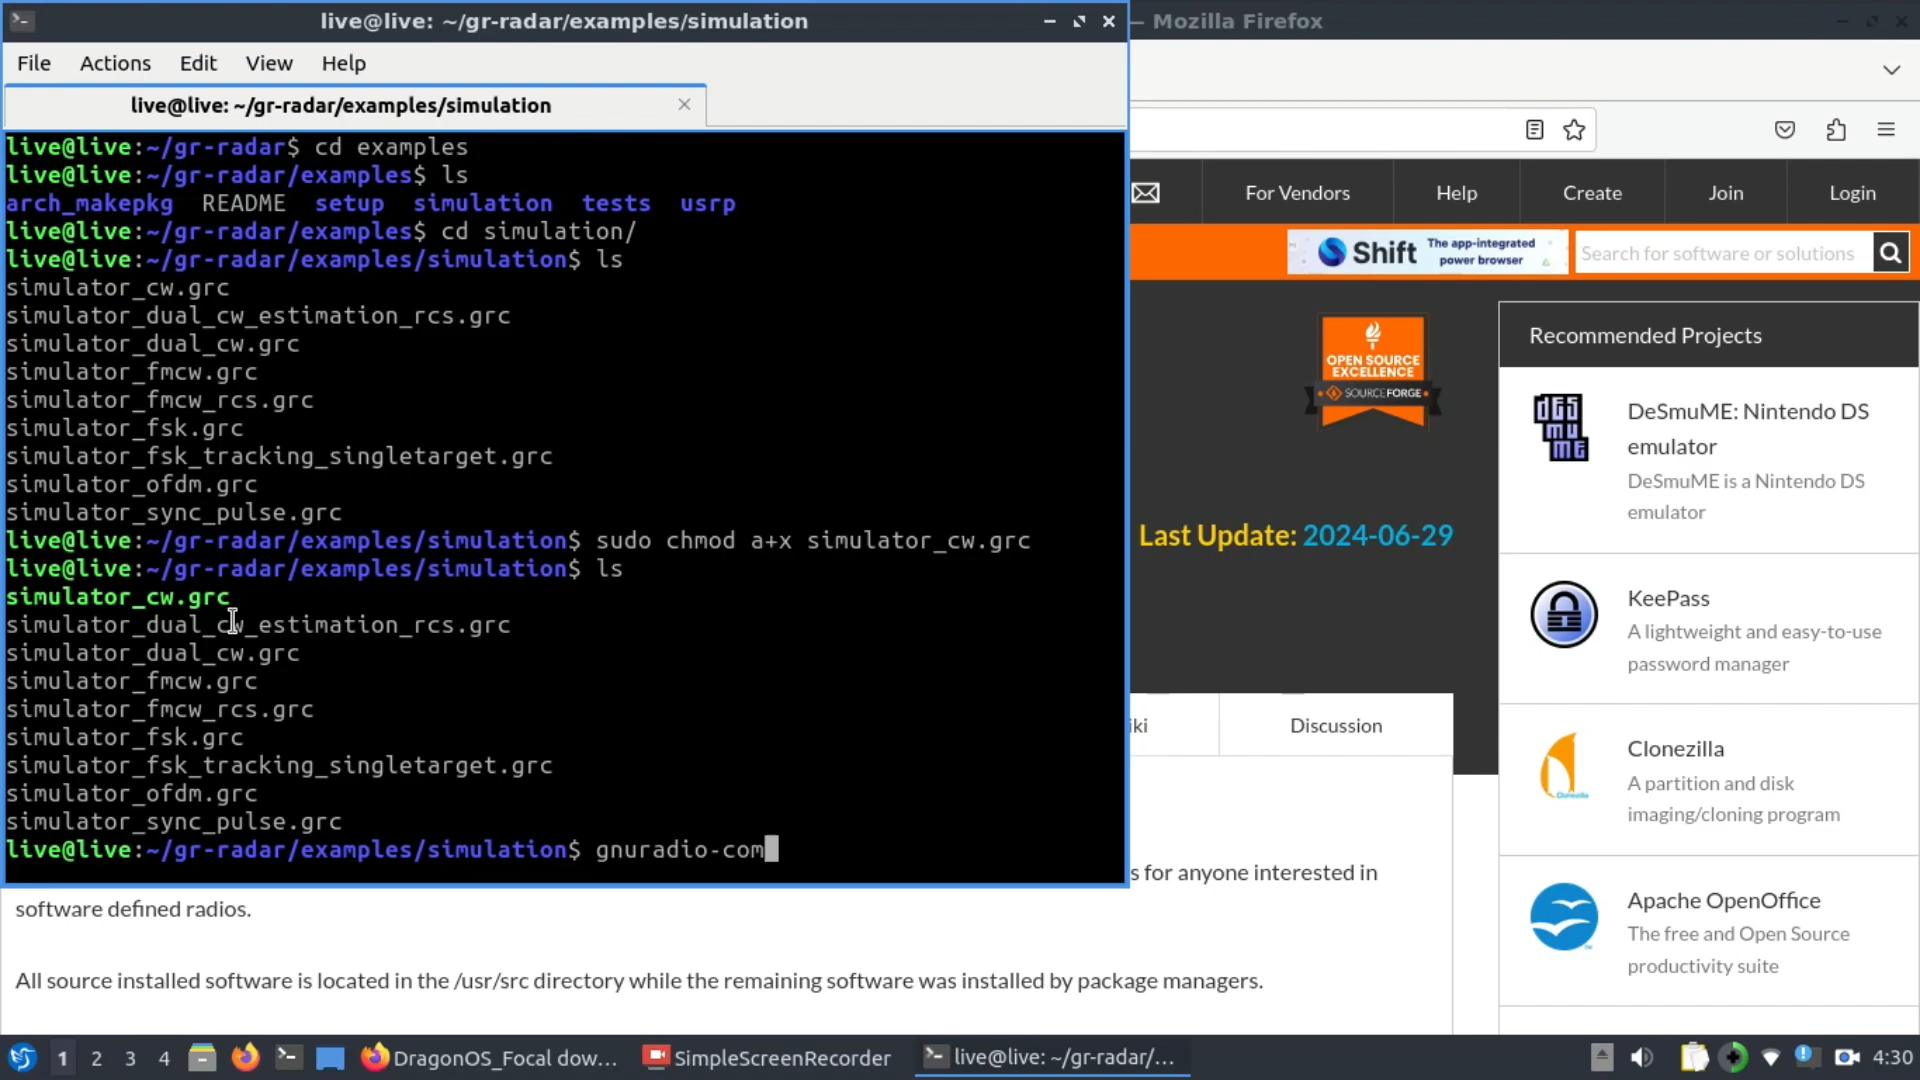 live@live: ~/gr-radar/examples/simulation
— Mozilla Firefox
File Actions Edit View Help
live@live: ~/gr-radar/examples/simulation
live@live:~/gr-radar$ cd examples
live@live:~/gr-radar/examples$ ls
arch_makepkg README setup simulation tests usrp
live@live:~/gr-radar/examples$ cd simulation/
live@live:~/gr-radar/examples/simulation$ ls
simulator_cw.grc
simulator_dual_cw_estimation_rcs.grc
simulator_dual_cw.grc
simulator_fmcw.grc
simulator_fmcw_rcs.grc
simulator_fsk.grc
simulator_fsk_tracking_singletarget.grc
simulator_ofdm.grc
simulator_sync_pulse.grc
live@live:~/gr-radar/examples/simulation$ sudo chmod a+x simulator_cw.grc
live@live:~/gr-radar/examples/simulation$ ls
simulator_cw.grc
simulator_dual_cw_estimation_rcs.grc
simulator_dual_cw.grc
simulator_fmcw.grc
simulator_fmcw_rcs.grc
simulator_fsk.grc
simulator_fsk_tracking_singletarget.grc
simulator_ofdm.grc
simulator_sync_pulse.grc
live@live:~/gr-radar/examples/simulation$ gnuradio-com
For Vendors Help Create Join Login
Shift The app-integrated
power browser
Search for software or solutions
OPEN SOURCE
EXCELLENCE
SOURCEFORGE
Last Update: 2024-06-29
iki Discussion
s for anyone interested in
software defined radios.
All source installed software is located in the /usr/src directory while the remaining software was installed by package managers.
Recommended Projects
DeSmuME: Nintendo DS
emulator
DeSmuME is a Nintendo DS
emulator
KeePass
A lightweight and easy-to-use
password manager
Clonezilla
A partition and disk
imaging/cloning program
Apache OpenOffice
The free and Open Source
productivity suite
1 2 3 4 DragonOS_Focal dow... SimpleScreenRecorder live@live: ~/gr-radar/... 4:30